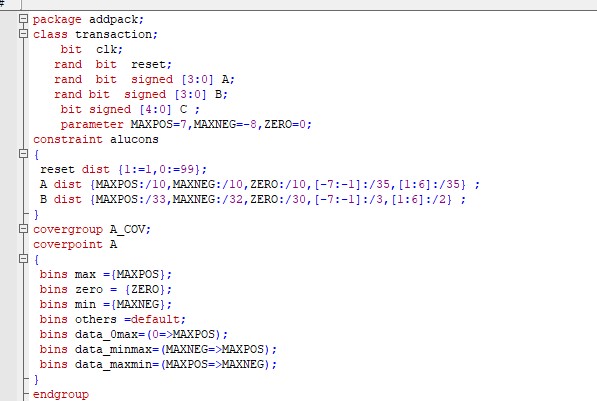 #
package addpack;
class transaction;
bit clk;
rand bit reset;
rand bit signed [3:0] A;
rand bit signed [3:0] B;
bit signed [4:0] C ;
parameter MAXPOS=7,MAXNEG=-8,ZERO=0;
constraint alucons
{
reset dist {1:=1,0:=99};
A dist {MAXPOS:/10,MAXNEG:/10,ZERO:/10,[-7:-1]:/35,[1:6]:/35} ;
B dist {MAXPOS:/33,MAXNEG:/32,ZERO:/30,[-7:-1]:/3,[1:6]:/2} ;
}
covergroup A_COV;
coverpoint A
{
bins max ={MAXPOS};
bins zero = {ZERO};
bins min ={MAXNEG};
bins others =default;
bins data_0max=(0=>MAXPOS);
bins data_minmax=(MAXNEG=>MAXPOS);
bins data_maxmin=(MAXPOS=>MAXNEG);
}
endgroup